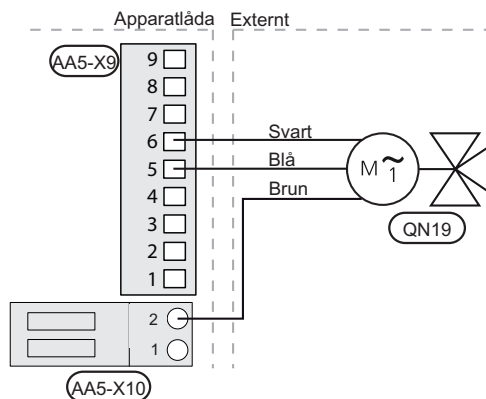 Apparatlåda Externt
AA5-X9
9
8
7
6
5
4
3
2
1
Svart
Blå
Brun
M ~
1
QN19
2
1
AA5-X10